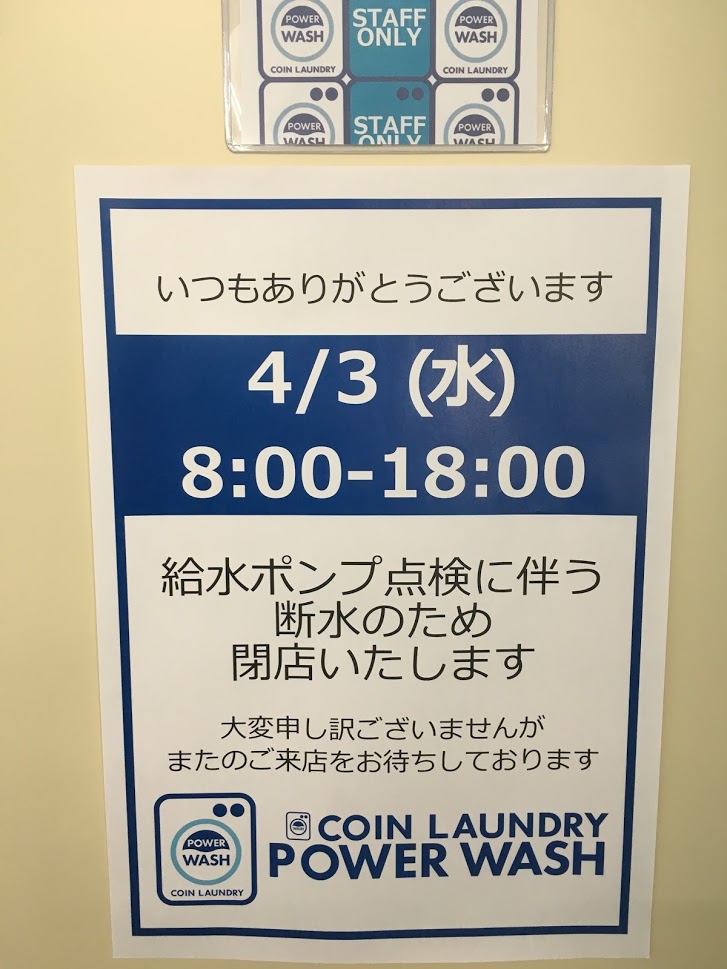 POWER
WASH
COIN LAUNDRY
STAFF
ONLY
POWER
WASH
COIN LAUNDRY
POWER
WASH
STAFF
ONLY
POWER
WASH
いつもありがとうございます
4/3 (水)
8:00-18:00
給水ポンプ点検に伴う
断水のため
閉店いたします
大変申し訳ございませんが
またのご来店をお待ちしております
POWER
WASH
COIN LAUNDRY
COIN LAUNDRY
POWER WASH